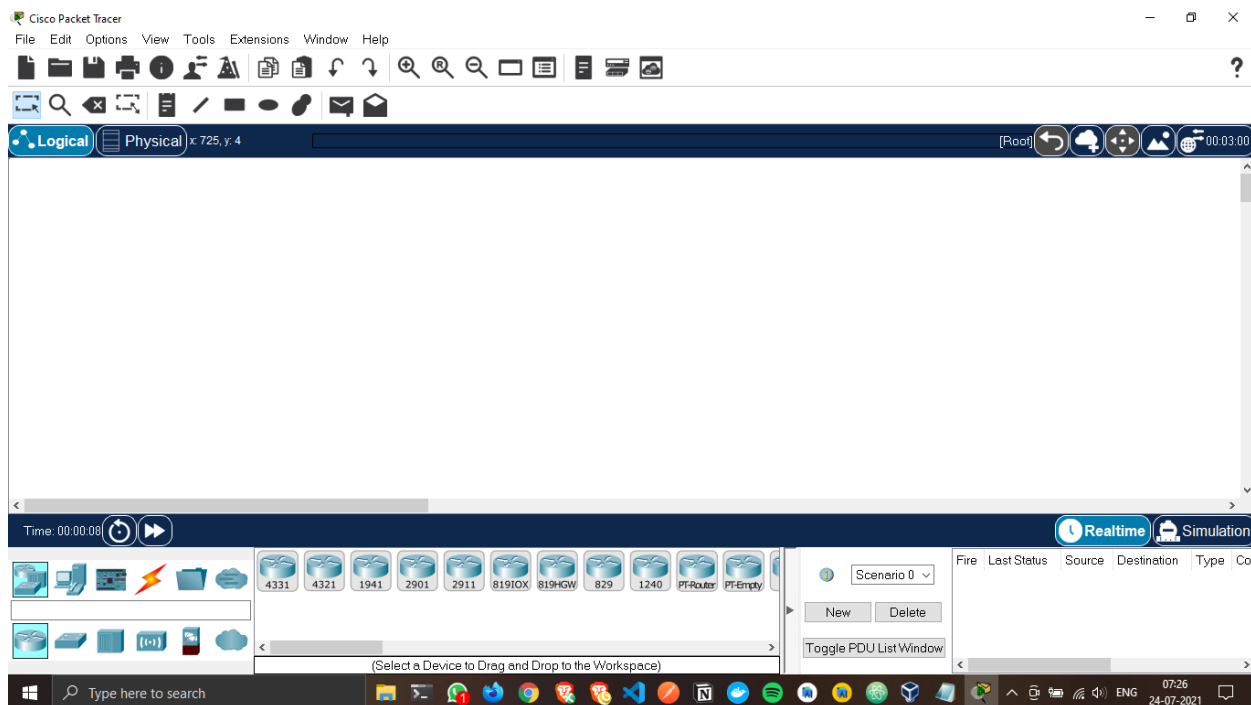 Cisco Packet Tracer
File Edit Options View Tools Extensions Window Help
?
Logical Physical x: 725, y: 4 [Root] 00:03:00
Time: 00:00:08 Realtime Simulation
4331 4321 1941 2901 2911 819IOX 819HGW 829 1240 PT-Router PT-Empty
Scenario 0
Fire Last Status Source Destination Type Co
New Delete
Toggle PDU List Window
(Select a Device to Drag and Drop to the Workspace)
Type here to search
ENG
07:26
24-07-2021